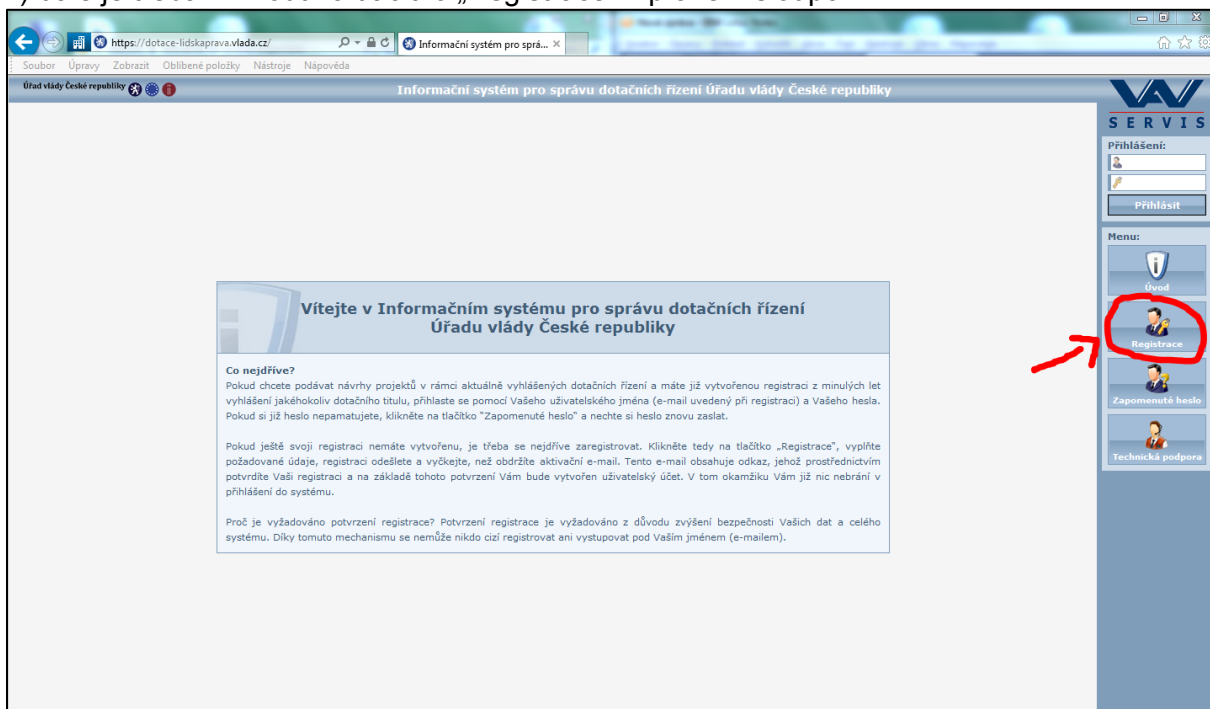 https://dotace-lidskaprava.vlada.cz/
Informační systém pro sprá...
Soubor Úpravy Zobrazit Oblíbené položky Nástroje Nápověda
Úřad vlády České republiky
Informační systém pro správu dotačních řízení Úřadu vlády České republiky
VAV
SERVIS
Přihlášení:
Přihlásit
Menu:
Úvod
Registrace
Zapomenuté heslo
Technická podpora
Vítejte v Informačním systému pro správu dotačních řízení
Úřadu vlády České republiky
Co nejdříve?
Pokud chcete podávat návrhy projektů v rámci aktuálně vyhlášených dotačních řízení a máte již vytvořenou registraci z minulých let
vyhlášení jakéhokoliv dotačního titulu, přihlaste se pomocí Vašeho uživatelského jména (e-mail uvedený při registraci) a Vašeho hesla.
Pokud si již heslo nepamatujete, klikněte na tlačítko "Zapomenuté heslo" a nechte si heslo znovu zaslat.
Pokud ještě svoji registraci nemáte vytvořenu, je třeba se nejdříve zaregistrovat. Klikněte tedy na tlačítko „Registrace", vyplňte
požadované údaje, registraci odešlete a vyčkejte, než obdržíte aktivační e-mail. Tento e-mail obsahuje odkaz, jehož prostřednictvím
potvrdíte Vaši registraci a na základě tohoto potvrzení Vám bude vytvořen uživatelský účet. V tom okamžiku Vám již nic nebrání v
přihlášení do systému.
Proč je vyžadováno potvrzení registrace? Potvrzení registrace je vyžadováno z důvodu zvýšení bezpečnosti Vašich dat a celého
systému. Díky tomuto mechanismu se nemůže nikdo cizí registrovat ani vystupovat pod Vaším jménem (e-mailem).